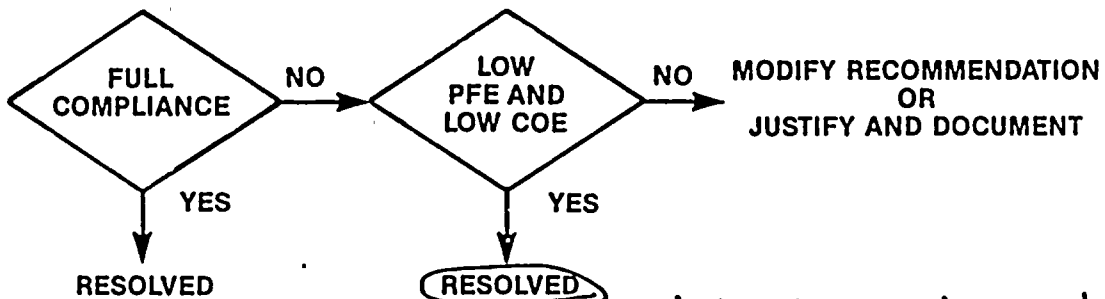 FULL
COMPLIANCE
NO
LOW
PFE AND
LOW COE
NO
MODIFY RECOMMENDATION
OR
JUSTIFY AND DOCUMENT
YES
YES
RESOLVED
RESOLVED